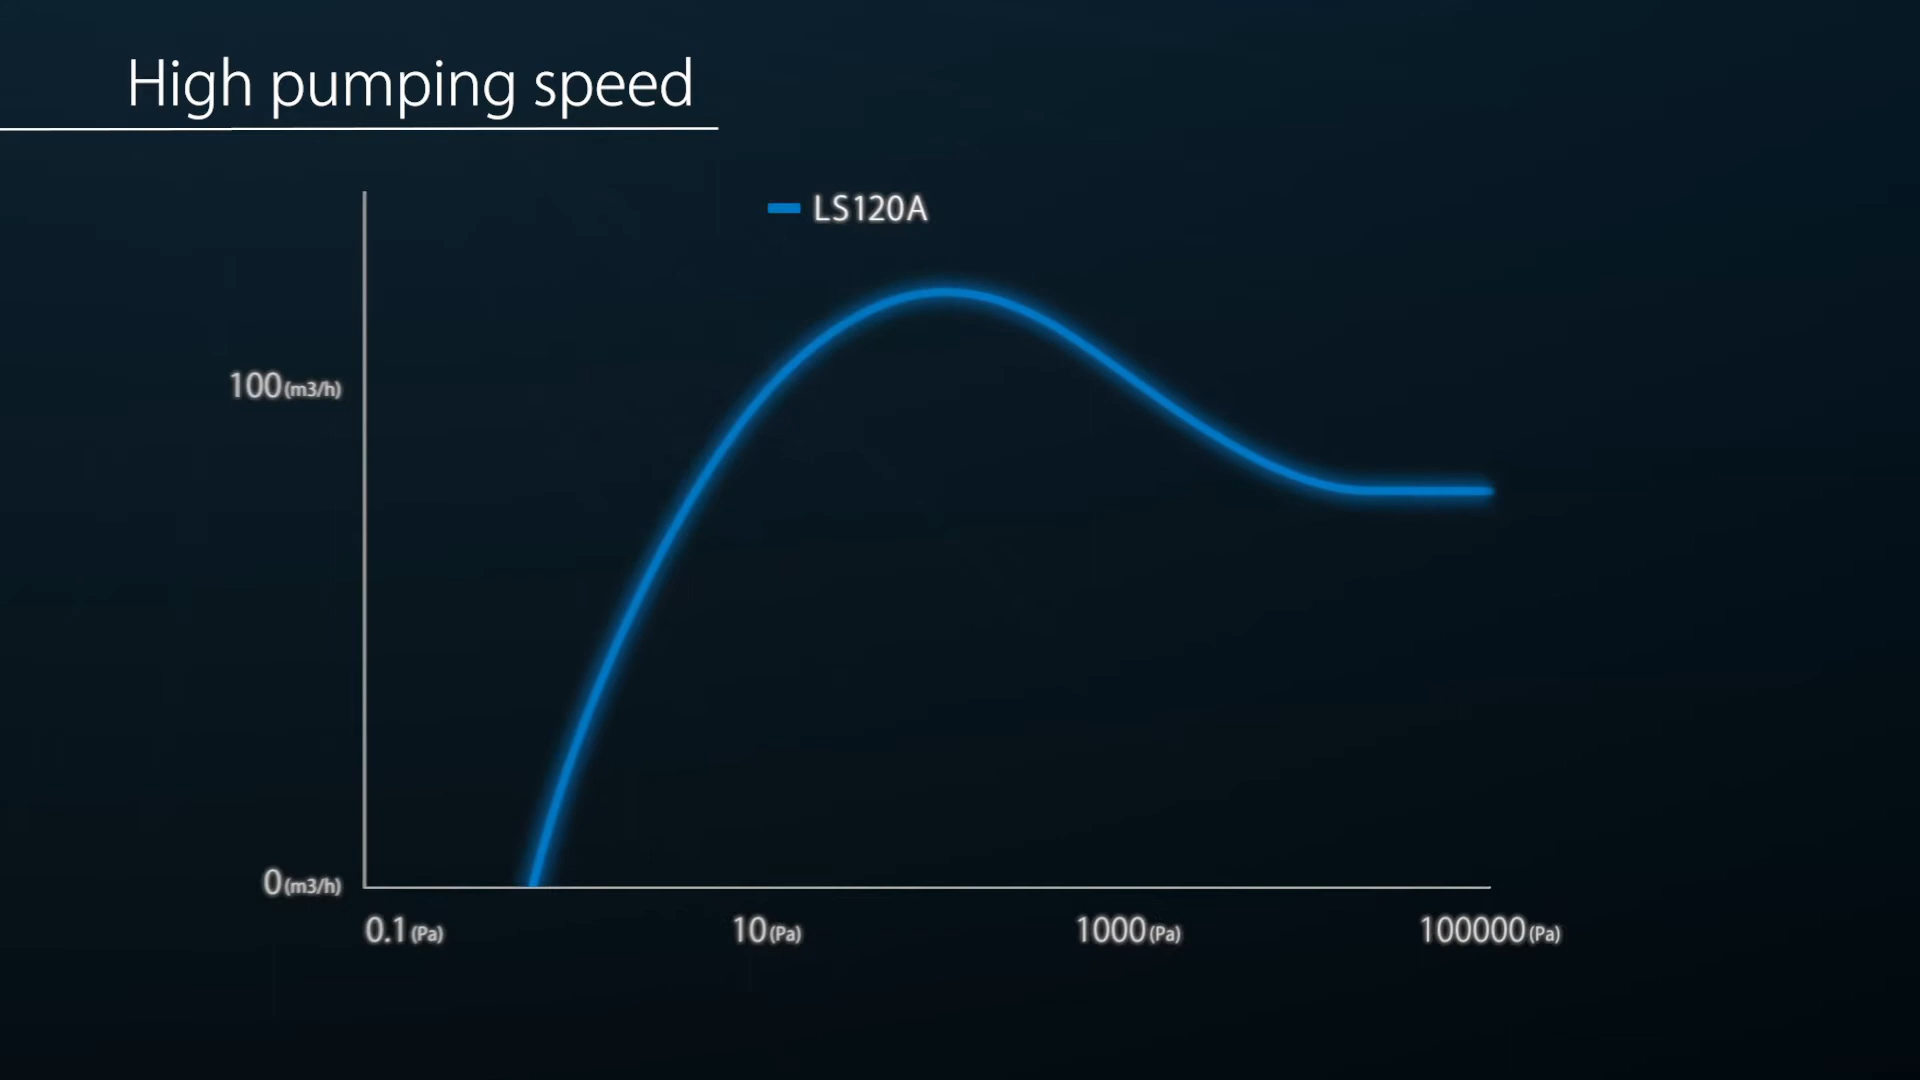 High pumping speed
LS120A
100(m3/h)
0(m3/h)
0.1(Pa) 10(Pa) 1000(Pa) 100000(Pa)